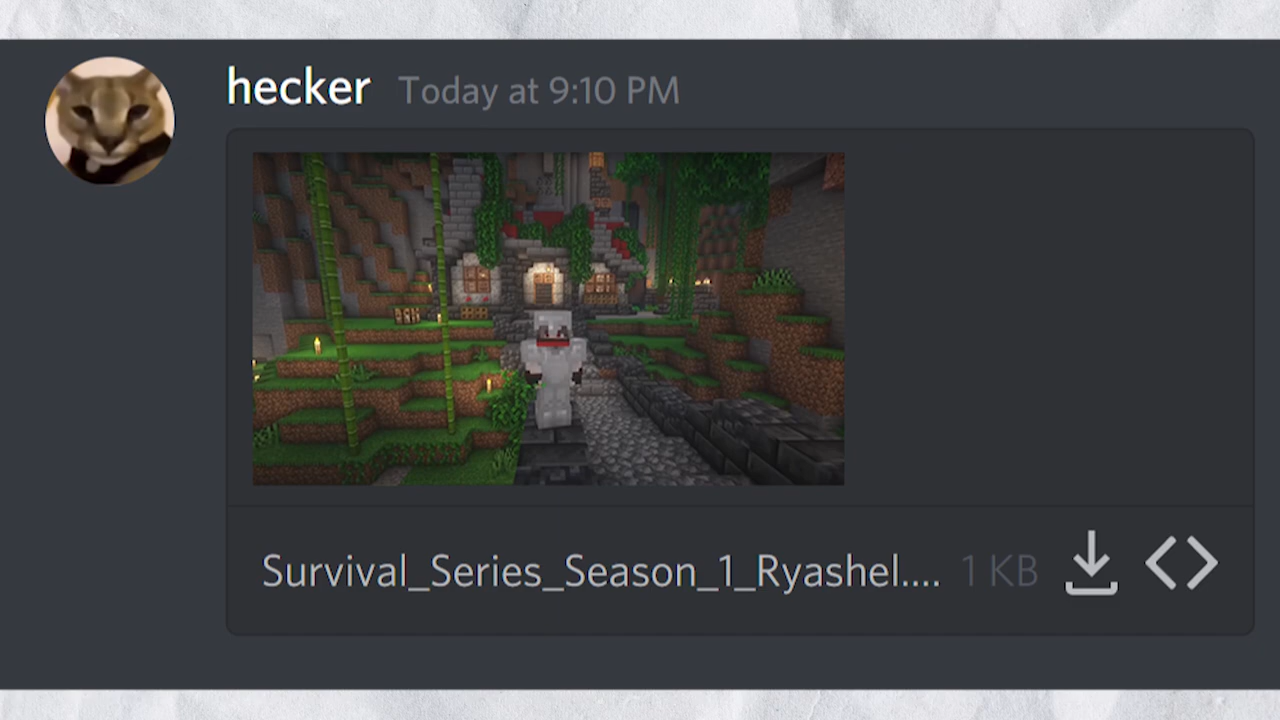 hecker Today at 9:10 PM
Survival_Series_Season_1_Ryashel.... 1 KB